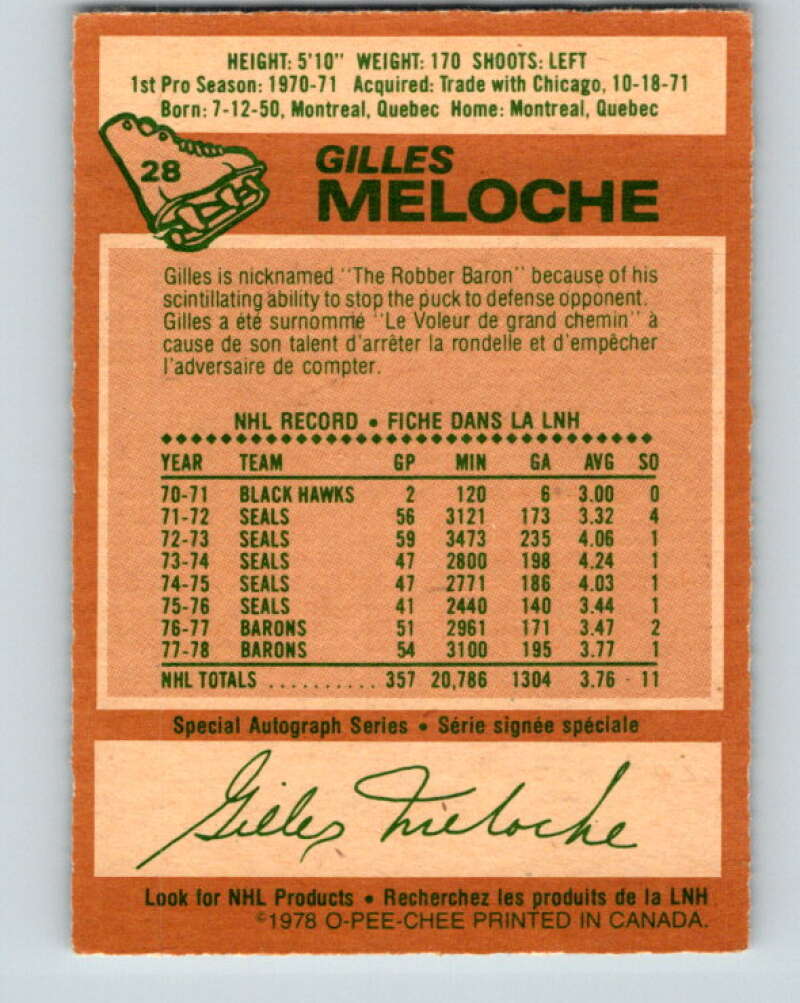 HEIGHT: 5'10" WEIGHT: 170 SHOOTS: LEFT
1st Pro Season: 1970-71 Acquired: Trade with Chicago, 10-18-71
Born: 7-12-50, Montreal, Quebec Home: Montreal, Quebec
28
GILLES
MELOCHE
Gilles is nicknamed "The Robber Baron" because of his
scintillating ability to stop the puck to defense opponent.
Gilles a été surnommé "Le Voleur de grand chemin" à
cause de son talent d'arrêter la rondelle et d'empêcher
l'adversaire de compter.
NHL RECORD • FICHE DANS LA LNH
YEAR TEAM GP MIN GA AVG SO
70-71 BLACK HAWKS 2 120 6 3.00 0
71-72 SEALS 56 3121 173 3.32 4
72-73 SEALS 59 3473 235 4.06 1
73-74 SEALS 47 2800 198 4.24 1
74-75 SEALS 47 2771 186 4.03 1
75-76 SEALS 41 2440 140 3.44 1
76-77 BARONS 51 2961 171 3.47 2
77-78 BARONS 54 3100 195 3.77 1
NHL TOTALS .......... 357 20,786 1304 3.76 11
Special Autograph Series • Série signée spéciale
Gilles Meloche
Look for NHL Products • Recherchez les produits de la LNH
©1978 O-PEE-CHEE PRINTED IN CANADA.